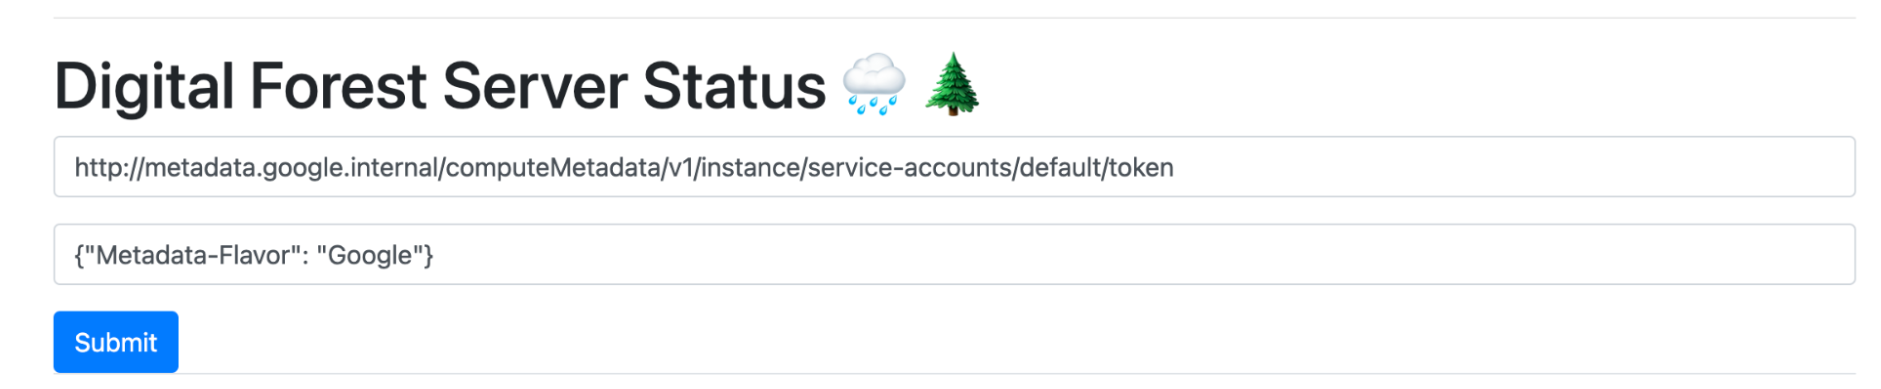 Digital Forest Server Status 🌧️ 🌲
http://metadata.google.internal/computeMetadata/v1/instance/service-accounts/default/token
{"Metadata-Flavor": "Google"}
Submit